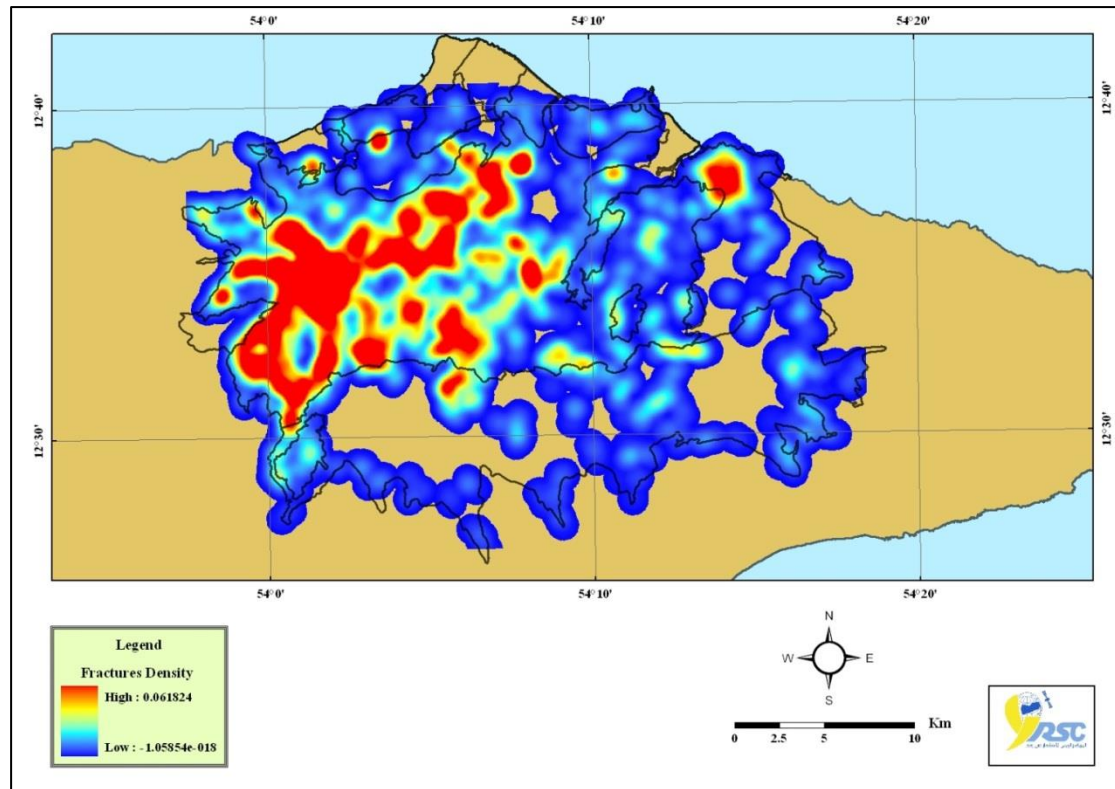 54°0'
54°10'
54°20'
12°40'
12°40'
12°30'
12°30'
54°0'
54°10'
54°20'
Legend
Fractures Density
High : 0.061824
Low : -1.05854e-018
N
W
E
S
Km
0 2.5 5 10
RSC